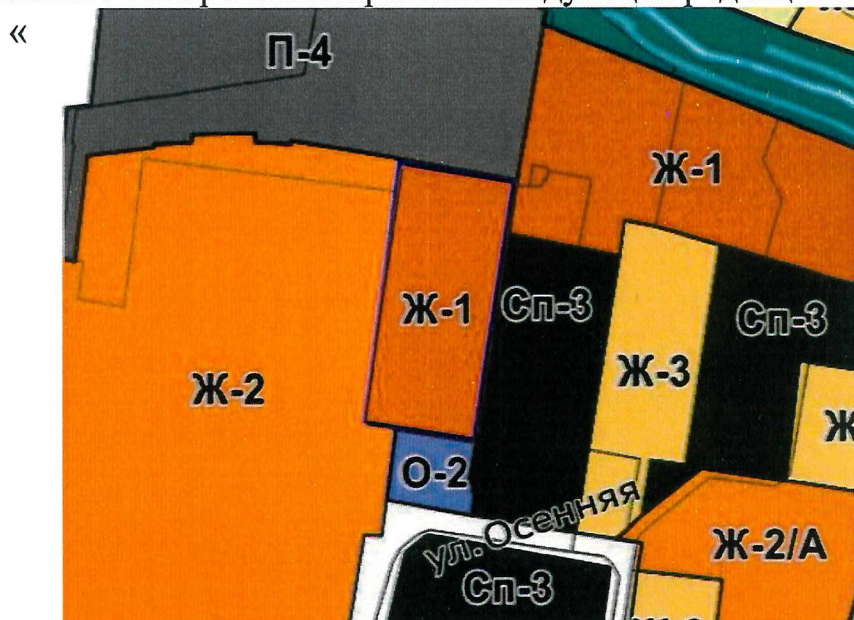 «
П-4
Ж-1
Ж-1
Сп-3
Сп-3
Ж-3
Ж-2
Ж
О-2
ул. Осенняя
Ж-2/А
Сп-3